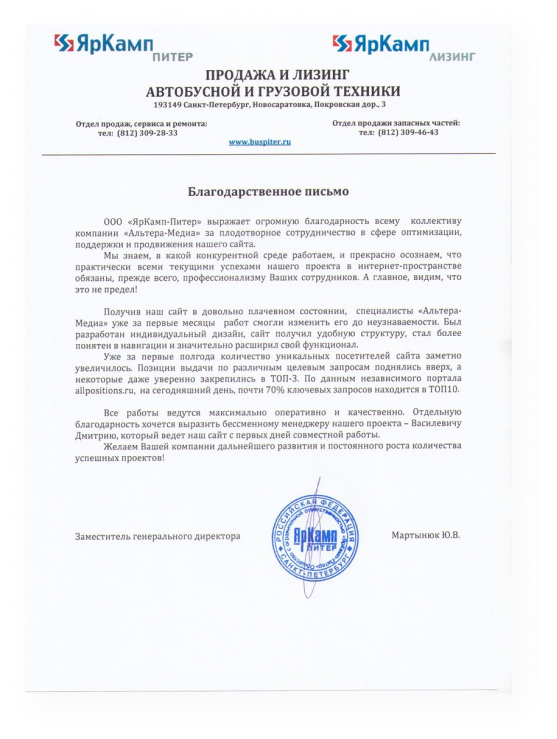 ЯрКамп
ПИТЕР
ЯрКамп
ЛИЗИНГ
ПРОДАЖА И ЛИЗИНГ
АВТОБУСНОЙ И ГРУЗОВОЙ ТЕХНИКИ
193149 Санкт-Петербург, Новосаратовка, Покровская дор., 3
Отдел продаж, сервиса и ремонта:
тел: (812) 309-28-33
Отдел продажи запасных частей:
тел: (812) 309-46-43
www.buspiter.ru
Благодарственное письмо
ООО «ЯрКамп-Питер» выражает огромную благодарность всему коллективу
компании «Альтера-Медиа» за плодотворное сотрудничество в сфере оптимизации,
поддержки и продвижения нашего сайта.
Мы знаем, в какой конкурентной среде работаем, и прекрасно осознаем, что
практически всеми текущими успехами нашего проекта в интернет-пространстве
обязаны, прежде всего, профессионализму Ваших сотрудников. А главное, видим, что
это не предел!
Получив наш сайт в довольно плачевном состоянии, специалисты «Альтера-
Медиа» уже за первые месяцы работ смогли изменить его до неузнаваемости. Был
разработан индивидуальный дизайн, сайт получил удобную структуру, стал более
понятен в навигации и значительно расширил свой функционал.
Уже за первые полгода количество уникальных посетителей сайта заметно
увеличилось. Позиции выдачи по различным целевым запросам поднялись вверх, а
некоторые даже уверенно закрепились в ТОП-3. По данным независимого портала
allpositions.ru, на сегодняшний день, почти 70% ключевых запросов находится в ТОП10.
Все работы ведутся максимально оперативно и качественно. Отдельную
благодарность хочется выразить бессменному менеджеру нашего проекта – Василевичу
Дмитрию, который ведет наш сайт с первых дней совместной работы.
Желаем Вашей компании дальнейшего развития и постоянного роста количества
успешных проектов!
Заместитель генерального директора
РОССИЙСКАЯ ФЕДЕРАЦИЯ
ЯрКамп
ПИТЕР
САНКТ-ПЕТЕРБУРГ
Мартынюк Ю.В.